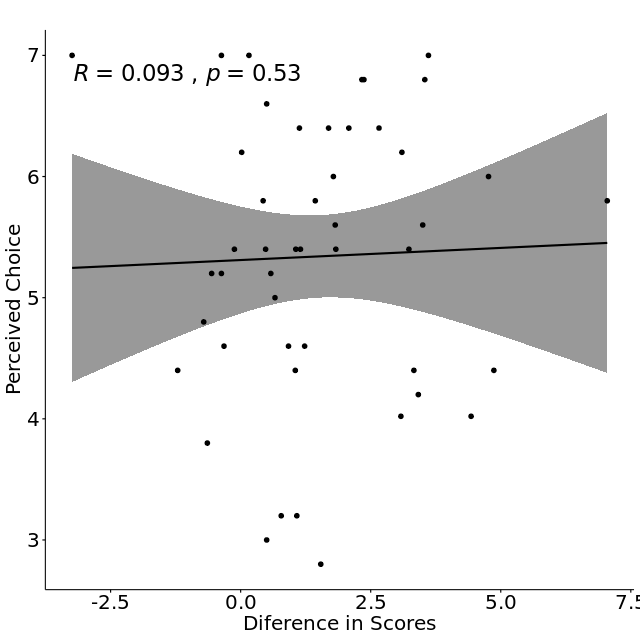 7
R = 0.093 , p = 0.53
6
5
4
3
Perceived Choice
-2.5 0.0 2.5 5.0 7.5
Diference in Scores